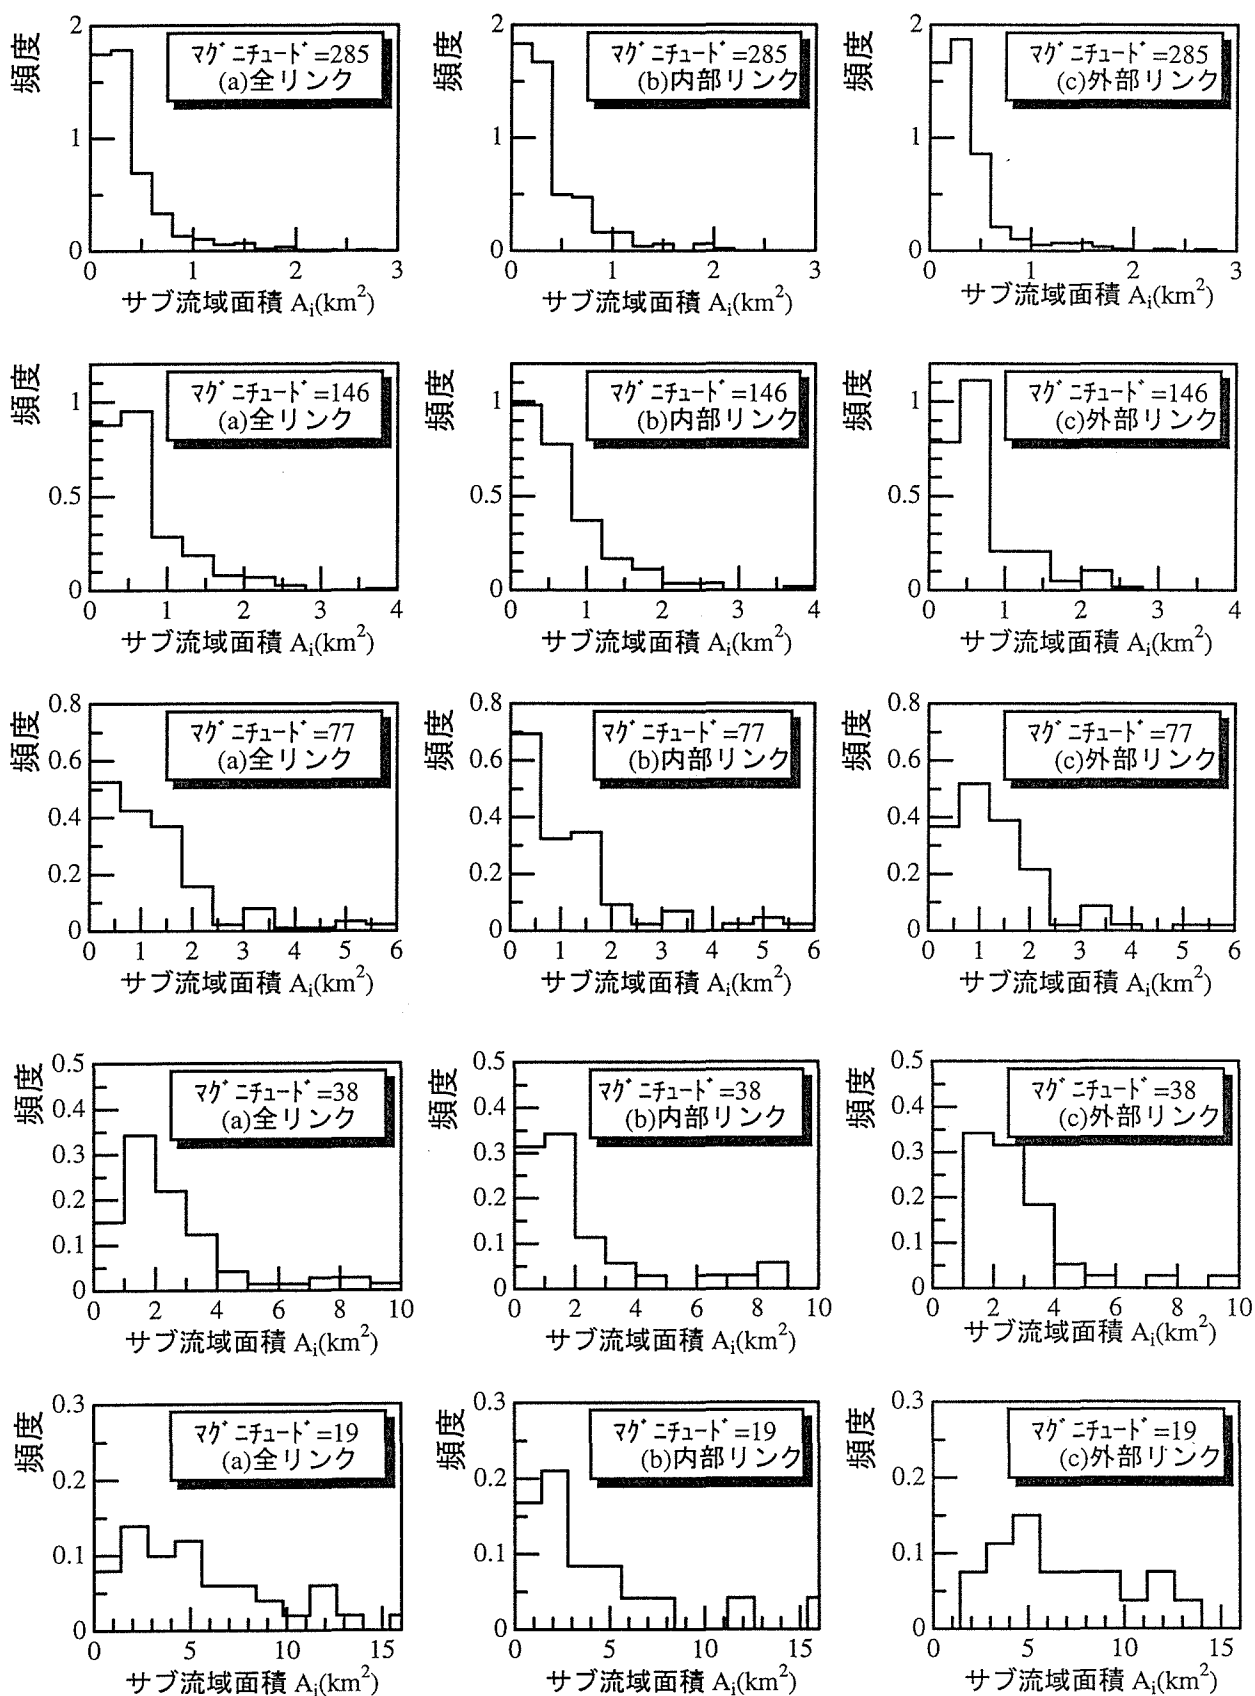 頻度
2
1
0
0 1 2 3
マグニチュード=285
(a)全リンク
サブ流域面積 Ai(km²)
頻度
2
1
0
0 1 2 3
マグニチュード=285
(b)内部リンク
サブ流域面積 Ai(km²)
頻度
2
1
0
0 1 2 3
マグニチュード=285
(c)外部リンク
サブ流域面積 Ai(km²)
頻度
1
0.5
0
0 1 2 3 4
マグニチュード=146
(a)全リンク
サブ流域面積 Ai(km²)
頻度
1
0.5
0
0 1 2 3 4
マグニチュード=146
(b)内部リンク
サブ流域面積 Ai(km²)
頻度
1
0.5
0
0 1 2 3 4
マグニチュード=146
(c)外部リンク
サブ流域面積 Ai(km²)
頻度
0.8
0.6
0.4
0.2
0
0 1 2 3 4 5 6
マグニチュード=77
(a)全リンク
サブ流域面積 Ai(km²)
頻度
0.8
0.6
0.4
0.2
0
0 1 2 3 4 5 6
マグニチュード=77
(b)内部リンク
サブ流域面積 Ai(km²)
頻度
0.8
0.6
0.4
0.2
0
0 1 2 3 4 5 6
マグニチュード=77
(c)外部リンク
サブ流域面積 Ai(km²)
頻度
0.5
0.4
0.3
0.2
0.1
0
0 2 4 6 8 10
マグニチュード=38
(a)全リンク
サブ流域面積 Ai(km²)
頻度
0.5
0.4
0.3
0.2
0.1
0
0 2 4 6 8 10
マグニチュード=38
(b)内部リンク
サブ流域面積 Ai(km²)
頻度
0.5
0.4
0.3
0.2
0.1
0
0 2 4 6 8 10
マグニチュード=38
(c)外部リンク
サブ流域面積 Ai(km²)
頻度
0.3
0.2
0.1
0
0 5 10 15
マグニチュード=19
(a)全リンク
サブ流域面積 Ai(km²)
頻度
0.3
0.2
0.1
0
0 5 10 15
マグニチュード=19
(b)内部リンク
サブ流域面積 Ai(km²)
頻度
0.3
0.2
0.1
0
0 5 10 15
マグニチュード=19
(c)外部リンク
サブ流域面積 Ai(km²)